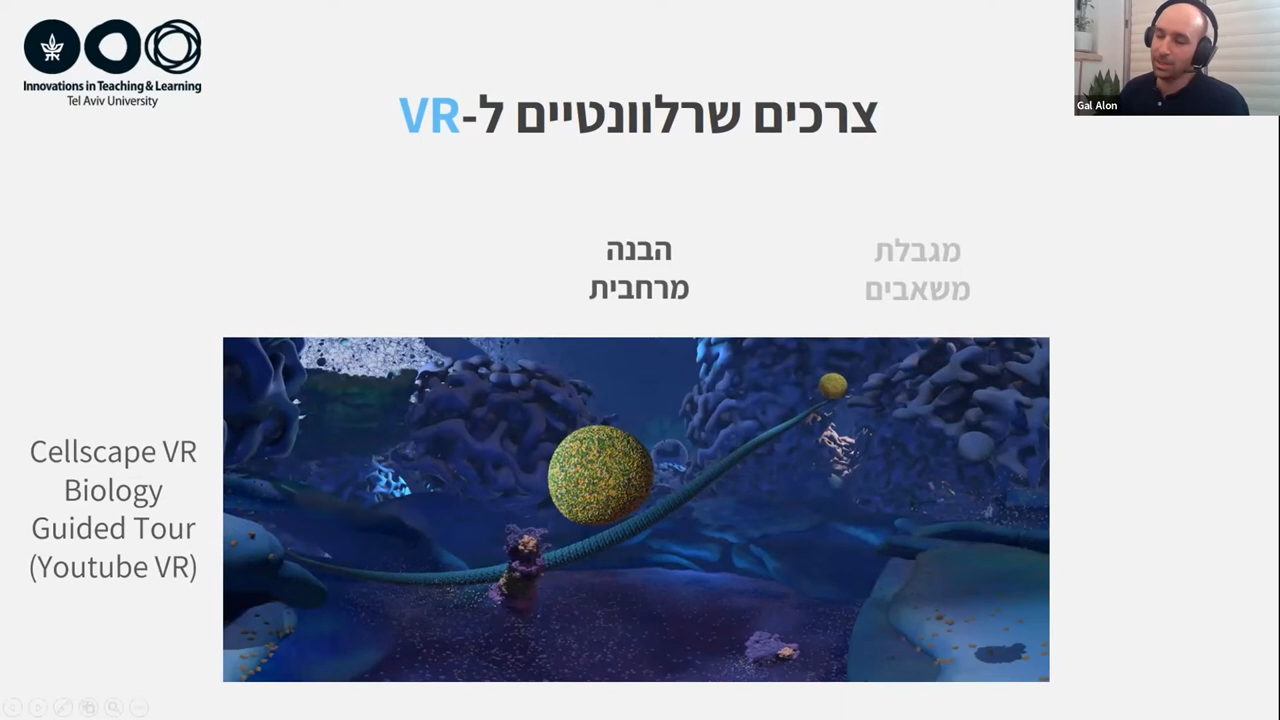 Innovations in Teaching & Learning
Tel Aviv University
Gal Alon
צרכים שרלוונטיים ל-VR
מגבלת
משאבים
הבנה
מרחבית
Cellscape VR
Biology
Guided Tour
(Youtube VR)